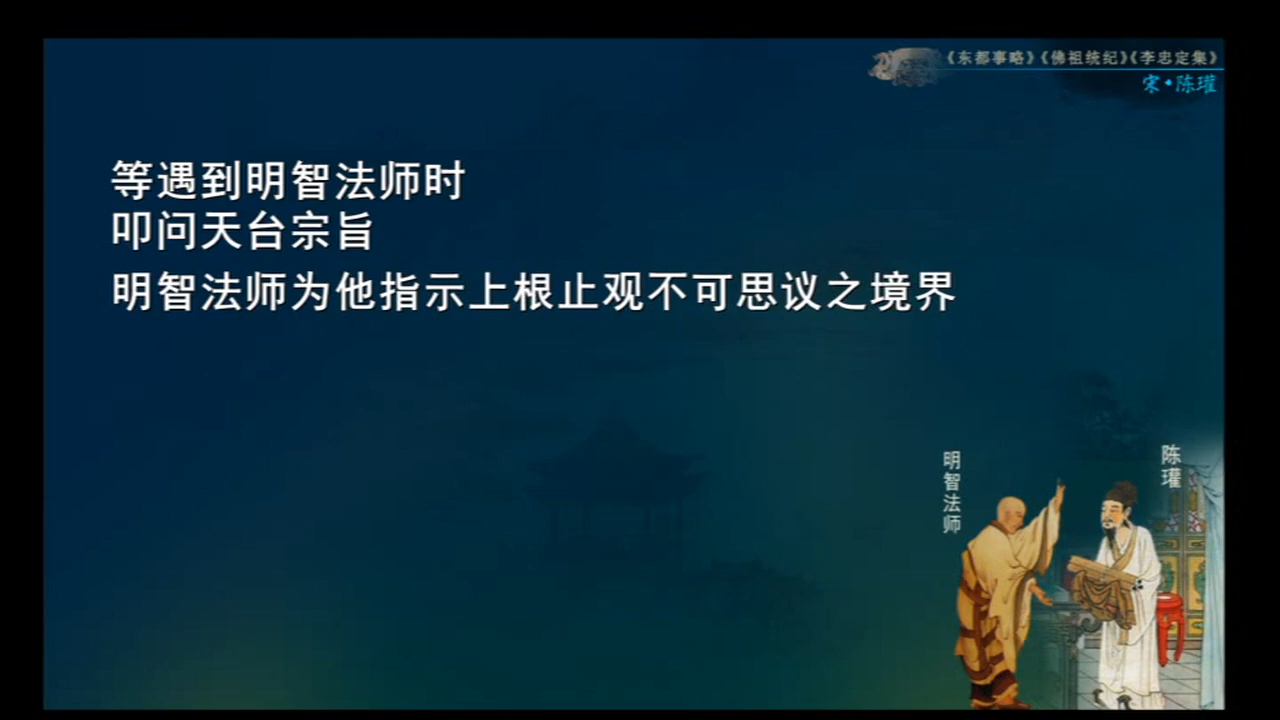 《东都事略》《佛祖统纪》《李忠定集》
宋·陈瓘
等遇到明智法师时
叩问天台宗旨
明智法师为他指示上根止观不可思议之境界
明智法师
陈瓘